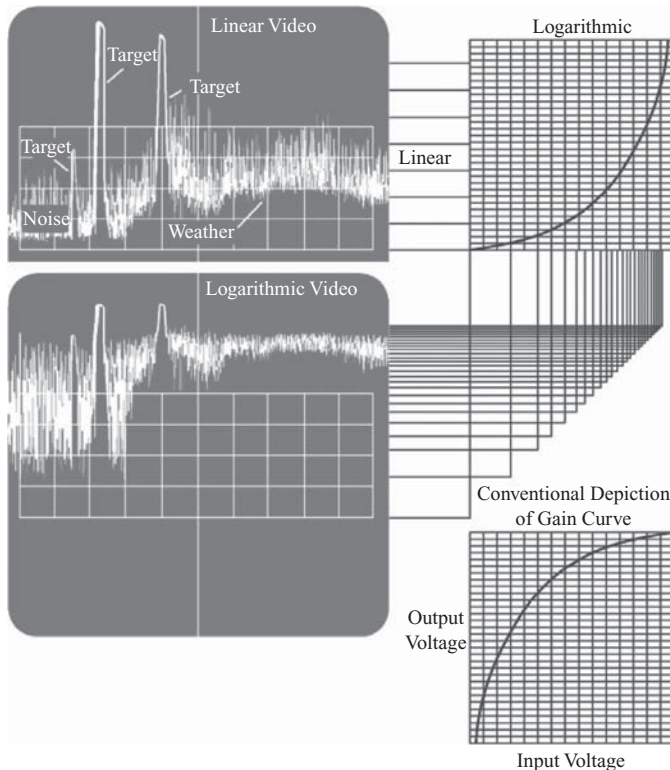 Linear Video
Logarithmic
Target
Target
Target
Linear
Noise
Weather
Logarithmic Video
Conventional Depiction
of Gain Curve
Output
Voltage
Input Voltage